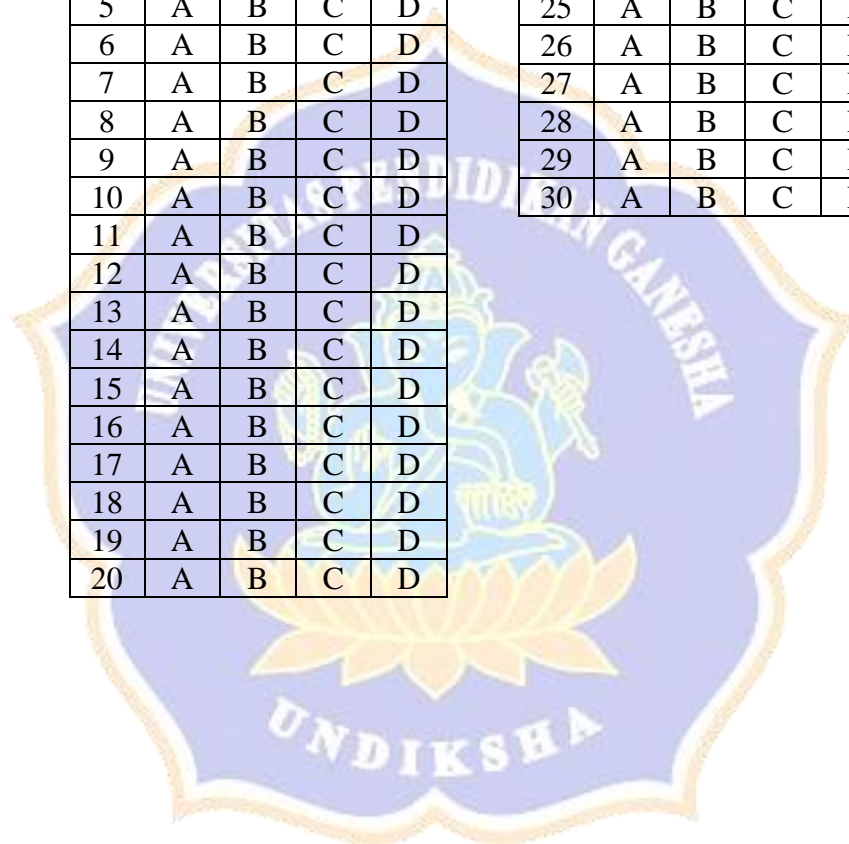 5 A B C D
6 A B C D
7 A B C D
8 A B C D
9 A B C D
10 A B C D
11 A B C D
12 A B C D
13 A B C D
14 A B C D
15 A B C D
16 A B C D
17 A B C D
18 A B C D
19 A B C D
20 A B C D
25 A B C
26 A B C
27 A B C
28 A B C
29 A B C
30 A B C
UNIVERSITAS PENDIDIKAN GANESHA
UNDIKSHA